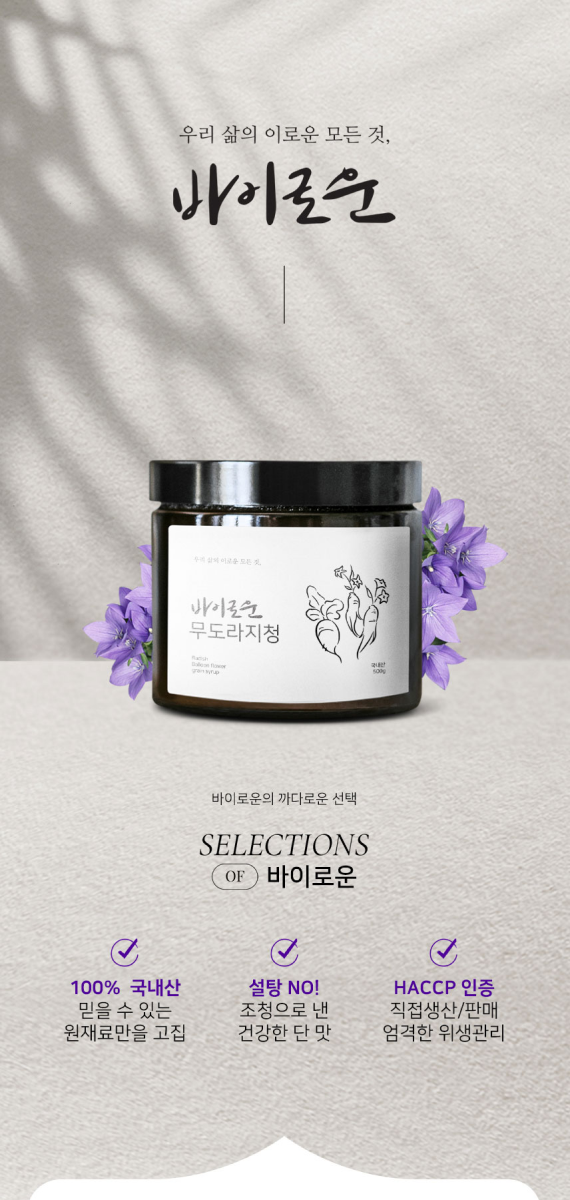 우리 삶의 이로운 모든 것,
바이로운
우리 삶의 이로운 모든 것,
바이로운
무도라지청
국내산
600g
바이로운의 까다로운 선택
SELECTIONS
OF 바이로운
100% 국내산
믿을 수 있는
원재료만을 고집
설탕 NO!
조청으로 낸
건강한 단 맛
HACCP 인증
직접생산/판매
엄격한 위생관리